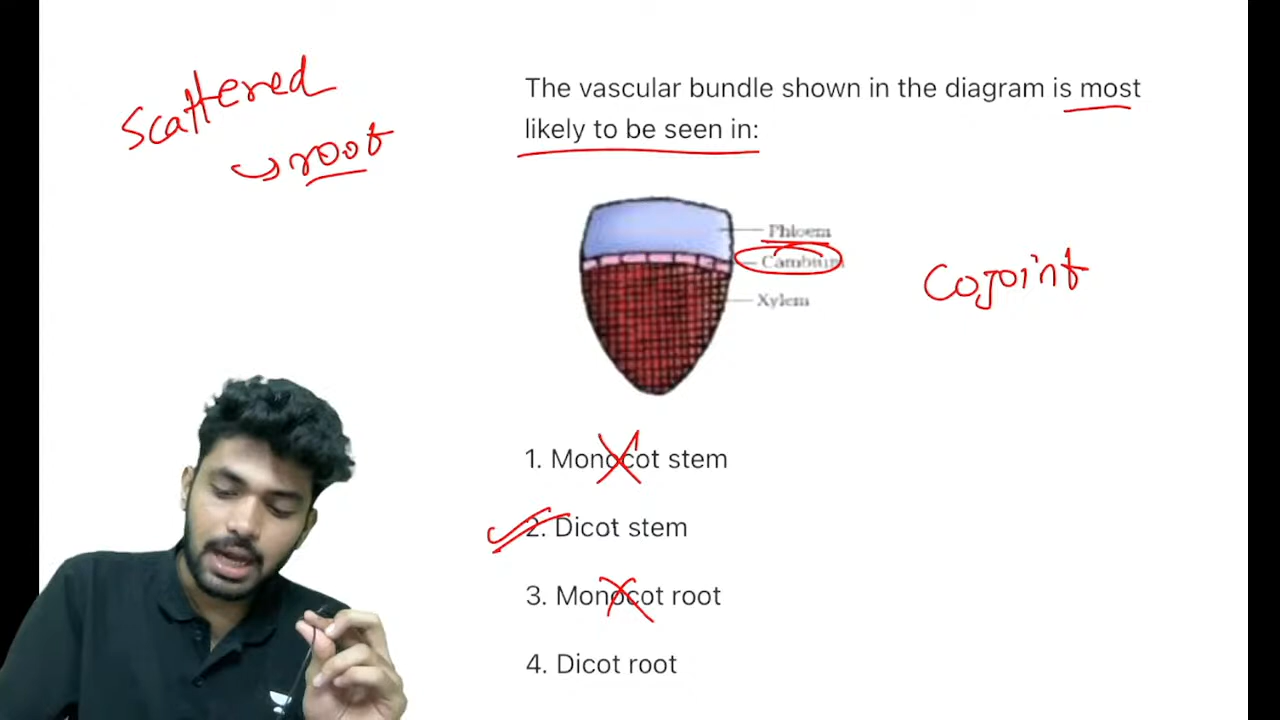 Scattered
root
The vascular bundle shown in the diagram is most
likely to be seen in:
Phloem
Cambium
Xylem
Cojoint
1. Monocot stem
2. Dicot stem
3. Monocot root
4. Dicot root